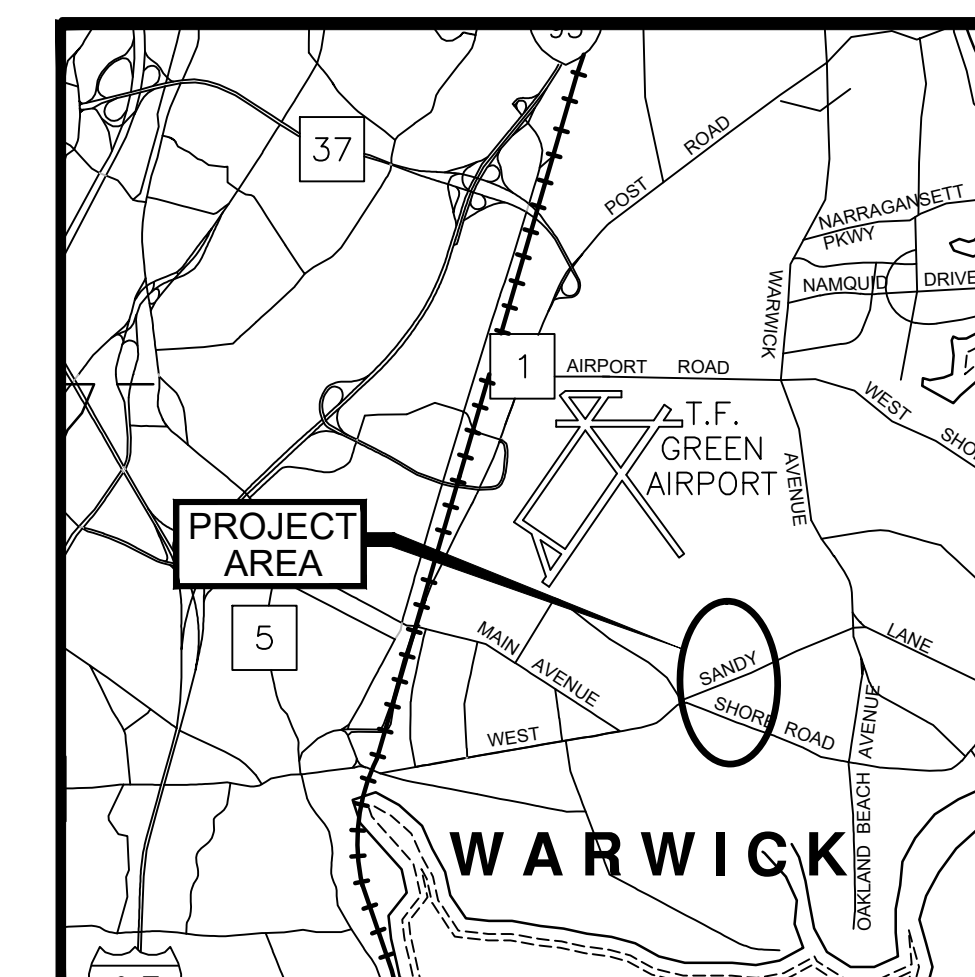 95
37
POST ROAD
NARRAGANSETT
PKWY
NAMQUID DRIVE
WARWICK
AVENUE
1
AIRPORT ROAD
WEST
T.F.
GREEN
AIRPORT
PROJECT
AREA
5
MAIN AVENUE
SANDY LANE
WEST SHORE ROAD
OAKLAND BEACH AVENUE
WARWICK